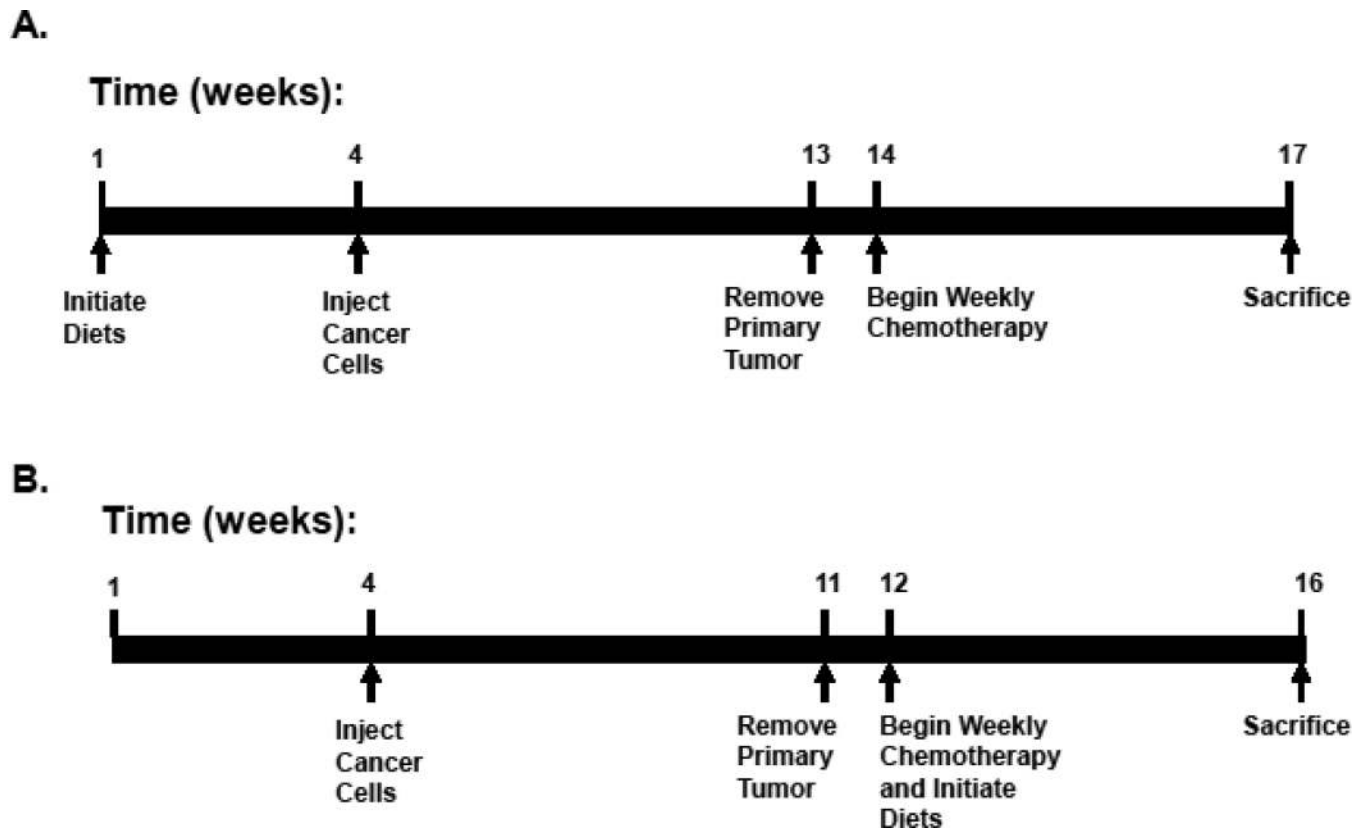 A.
Time (weeks):
1 4 13 14 17
Initiate
Diets
Inject
Cancer
Cells
Remove
Primary
Tumor
Begin Weekly
Chemotherapy
Sacrifice
B.
Time (weeks):
1 4 11 12 16
Inject
Cancer
Cells
Remove
Primary
Tumor
Begin Weekly
Chemotherapy
and Initiate
Diets
Sacrifice